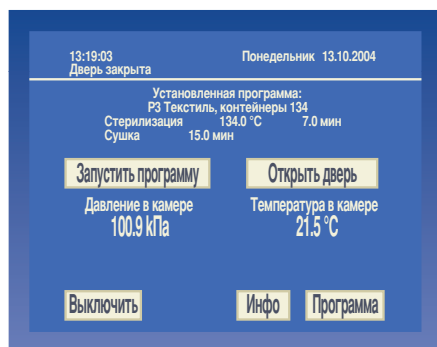 13:19:03 Понедельник 13.10.2004
Дверь закрыта
Установленная программа:
P3 Текстиль, контейнеры 134
Стерилизация 134.0 °C 7.0 мин
Сушка 15.0 мин
Запустить программу Открыть дверь
Давление в камере Температура в камере
100.9 кПа 21.5 °C
Выключить Инфо Программа